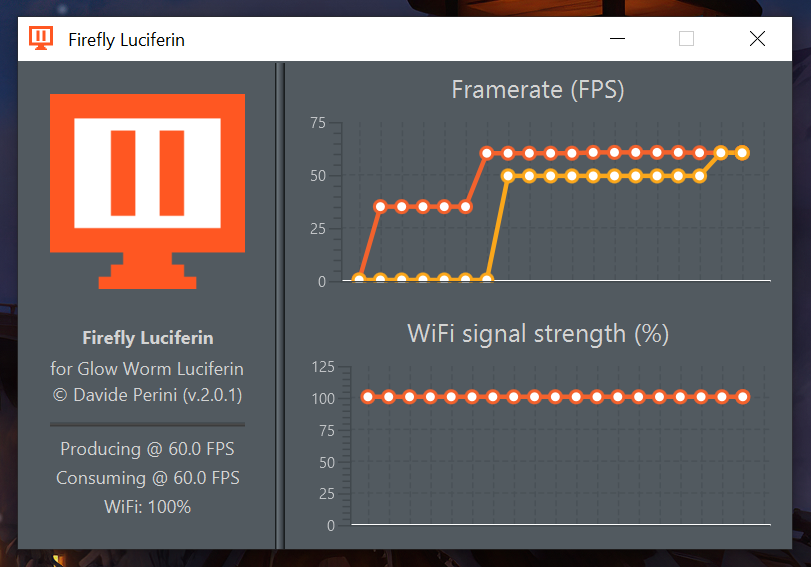 Firefly Luciferin
Firefly Luciferin
for Glow Worm Luciferin
© Davide Perini (v.2.0.1)
Producing @ 60.0 FPS
Consuming @ 60.0 FPS
WiFi: 100%
Framerate (FPS)
75
50
25
0
WiFi signal strength (%)
125
100
75
50
25
0